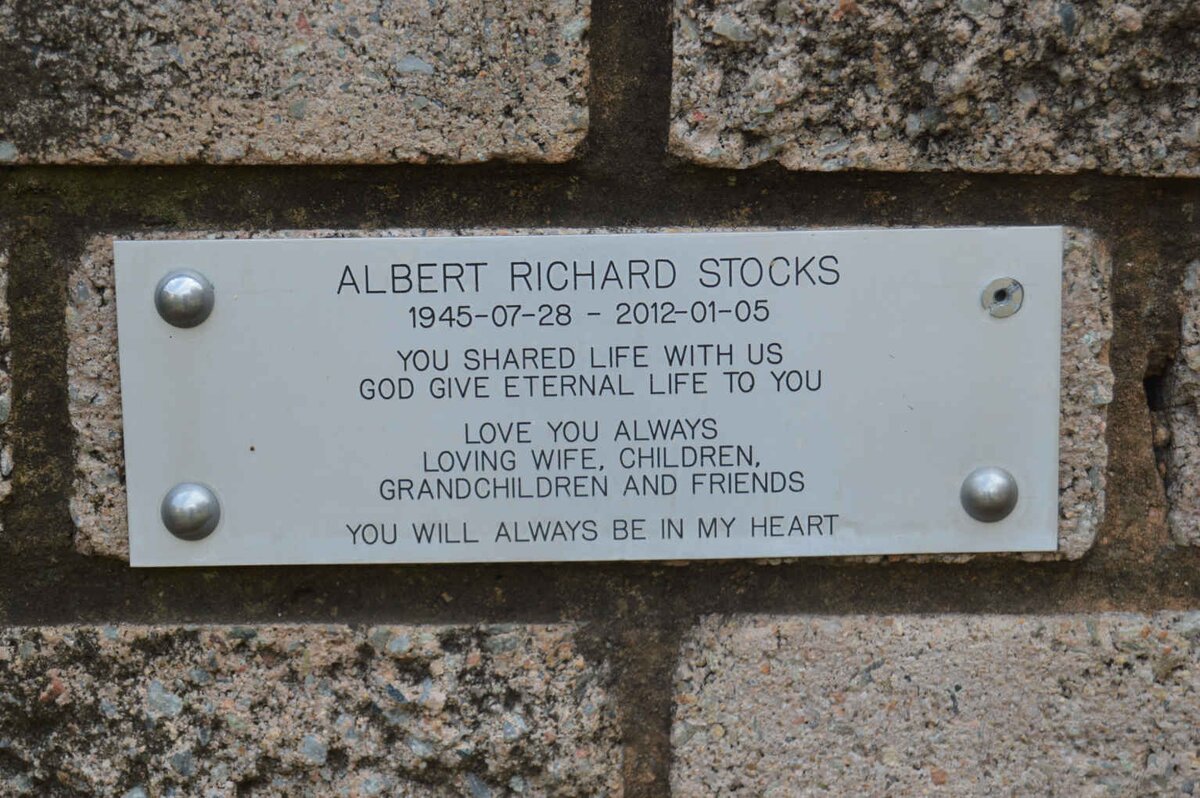 ALBERT RICHARD STOCKS
1945-07-28 - 2012-01-05
YOU SHARED LIFE WITH US
GOD GIVE ETERNAL LIFE TO YOU
LOVE YOU ALWAYS
LOVING WIFE, CHILDREN,
GRANDCHILDREN AND FRIENDS
YOU WILL ALWAYS BE IN MY HEART